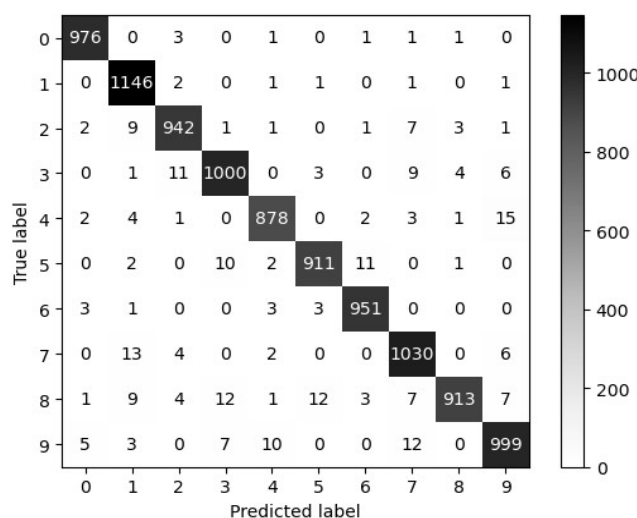 0 976 0 3 0 1 0 1 1 1 0
1 0 1146 2 0 1 1 0 1 0 1
2 2 9 942 1 1 0 1 7 3 1
3 0 1 11 1000 0 3 0 9 4 6
4 2 4 1 0 878 0 2 3 1 15
5 0 2 0 10 2 911 11 0 1 0
6 3 1 0 0 3 3 951 0 0 0
7 0 13 4 0 2 0 0 1030 0 6
8 1 9 4 12 1 12 3 7 913 7
9 5 3 0 7 10 0 0 12 0 999
0 1 2 3 4 5 6 7 8 9
Predicted label
True label
1000
800
600
400
200
0